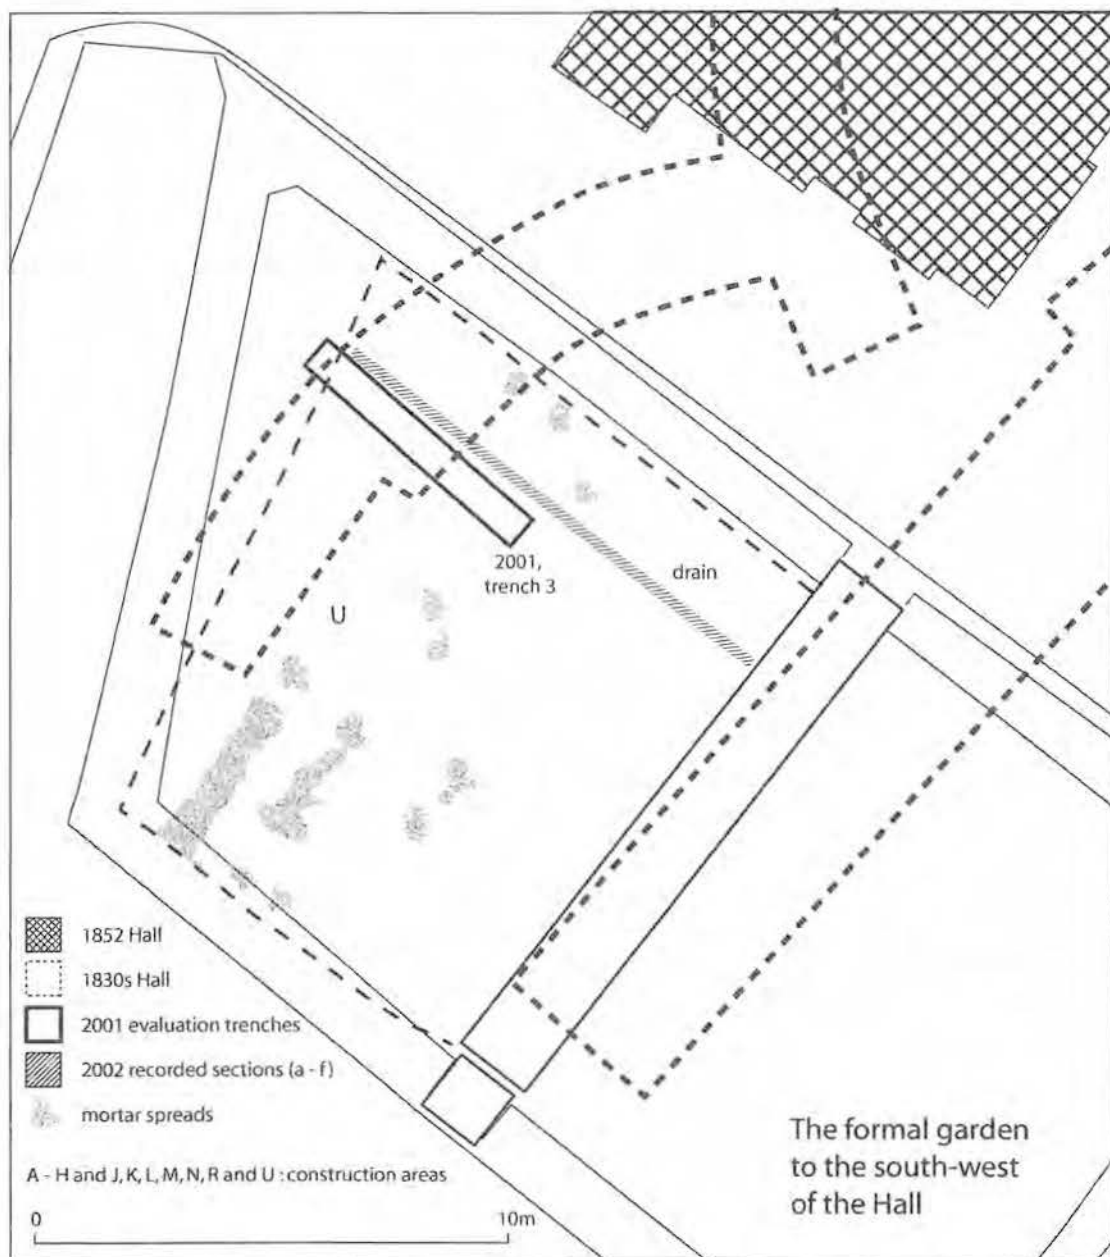 2001,
trench 3
drain
U
1852 Hall
1830s Hall
2001 evaluation trenches
2002 recorded sections (a - f)
mortar spreads
A - H and J, K, L, M, N, R and U : construction areas
0 10m
The formal garden
to the south-west
of the Hall